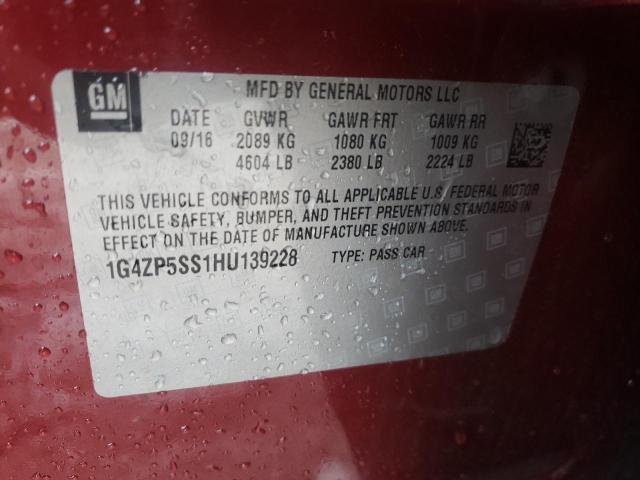 GM
MFD BY GENERAL MOTORS LLC
DATE GVWR GAWR FRT GAWR RR
09/16 2089 KG 1080 KG 1009 KG
4604 LB 2380 LB 2224 LB
THIS VEHICLE CONFORMS TO ALL APPLICABLE U.S. FEDERAL MOTOR
VEHICLE SAFETY, BUMPER, AND THEFT PREVENTION STANDARDS IN
EFFECT ON THE DATE OF MANUFACTURE SHOWN ABOVE.
1G4ZP5SS1HU139228 TYPE: PASS CAR